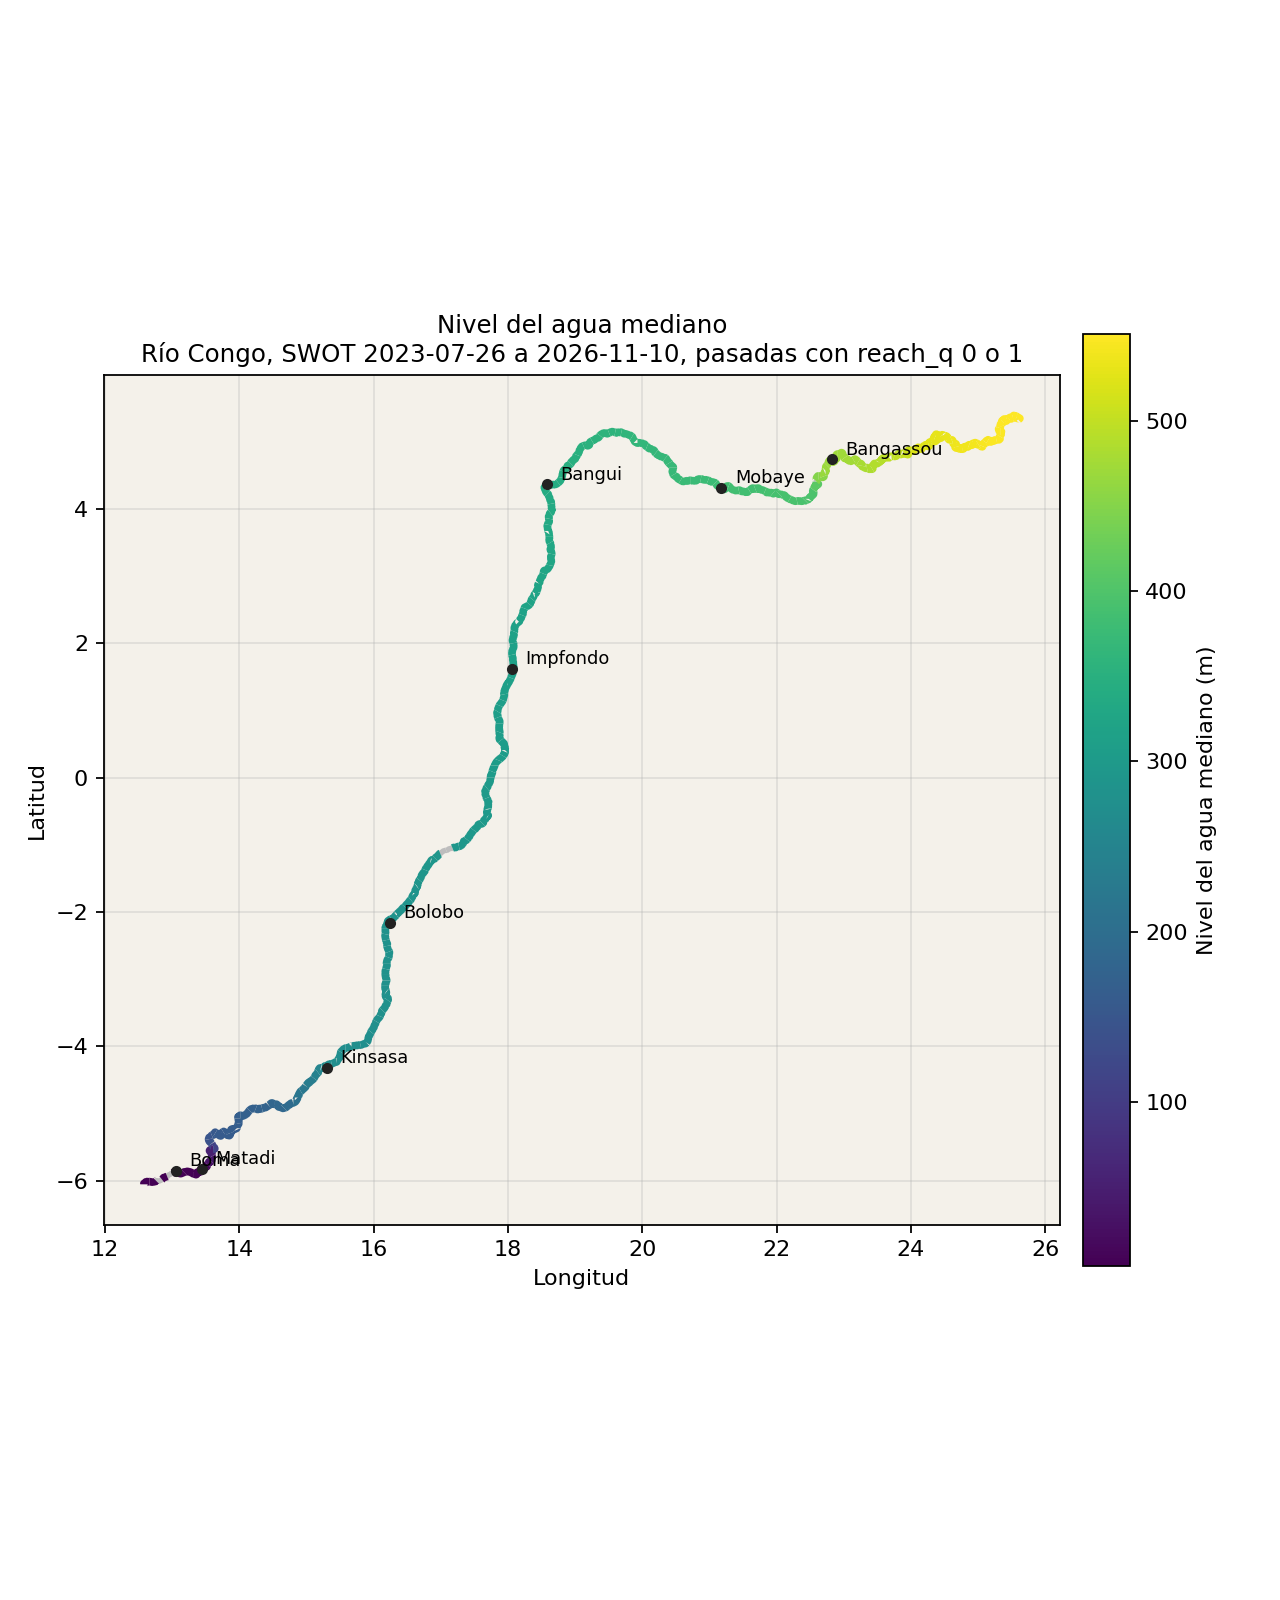 Nivel del agua mediano
Río Congo, SWOT 2023-07-26 a 2026-11-10, pasadas con reach_q 0 o 1
500
400
300
200
100
Nivel del agua mediano (m)
Bangassou
Bangui
Mobaye
Impfondo
Bolobo
Kinsasa
Matadi
Boma
4
2
0
−2
−4
−6
Latitud
12
14
16
18
20
22
24
26
Longitud